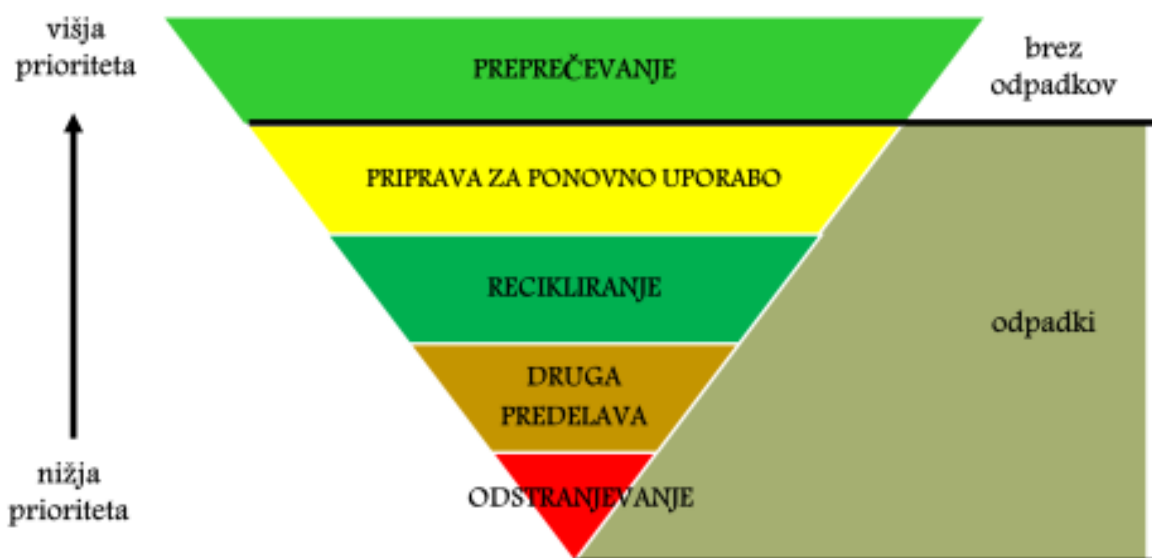 višja
prioriteta
PREPREČEVANJE
brez
odpadkov
PRIPRAVA ZA PONOVNO UPORABO
RECIKLIRANJE
odpadki
DRUGA
PREDELAVA
nižja
prioriteta
ODSTRANJEVANJE